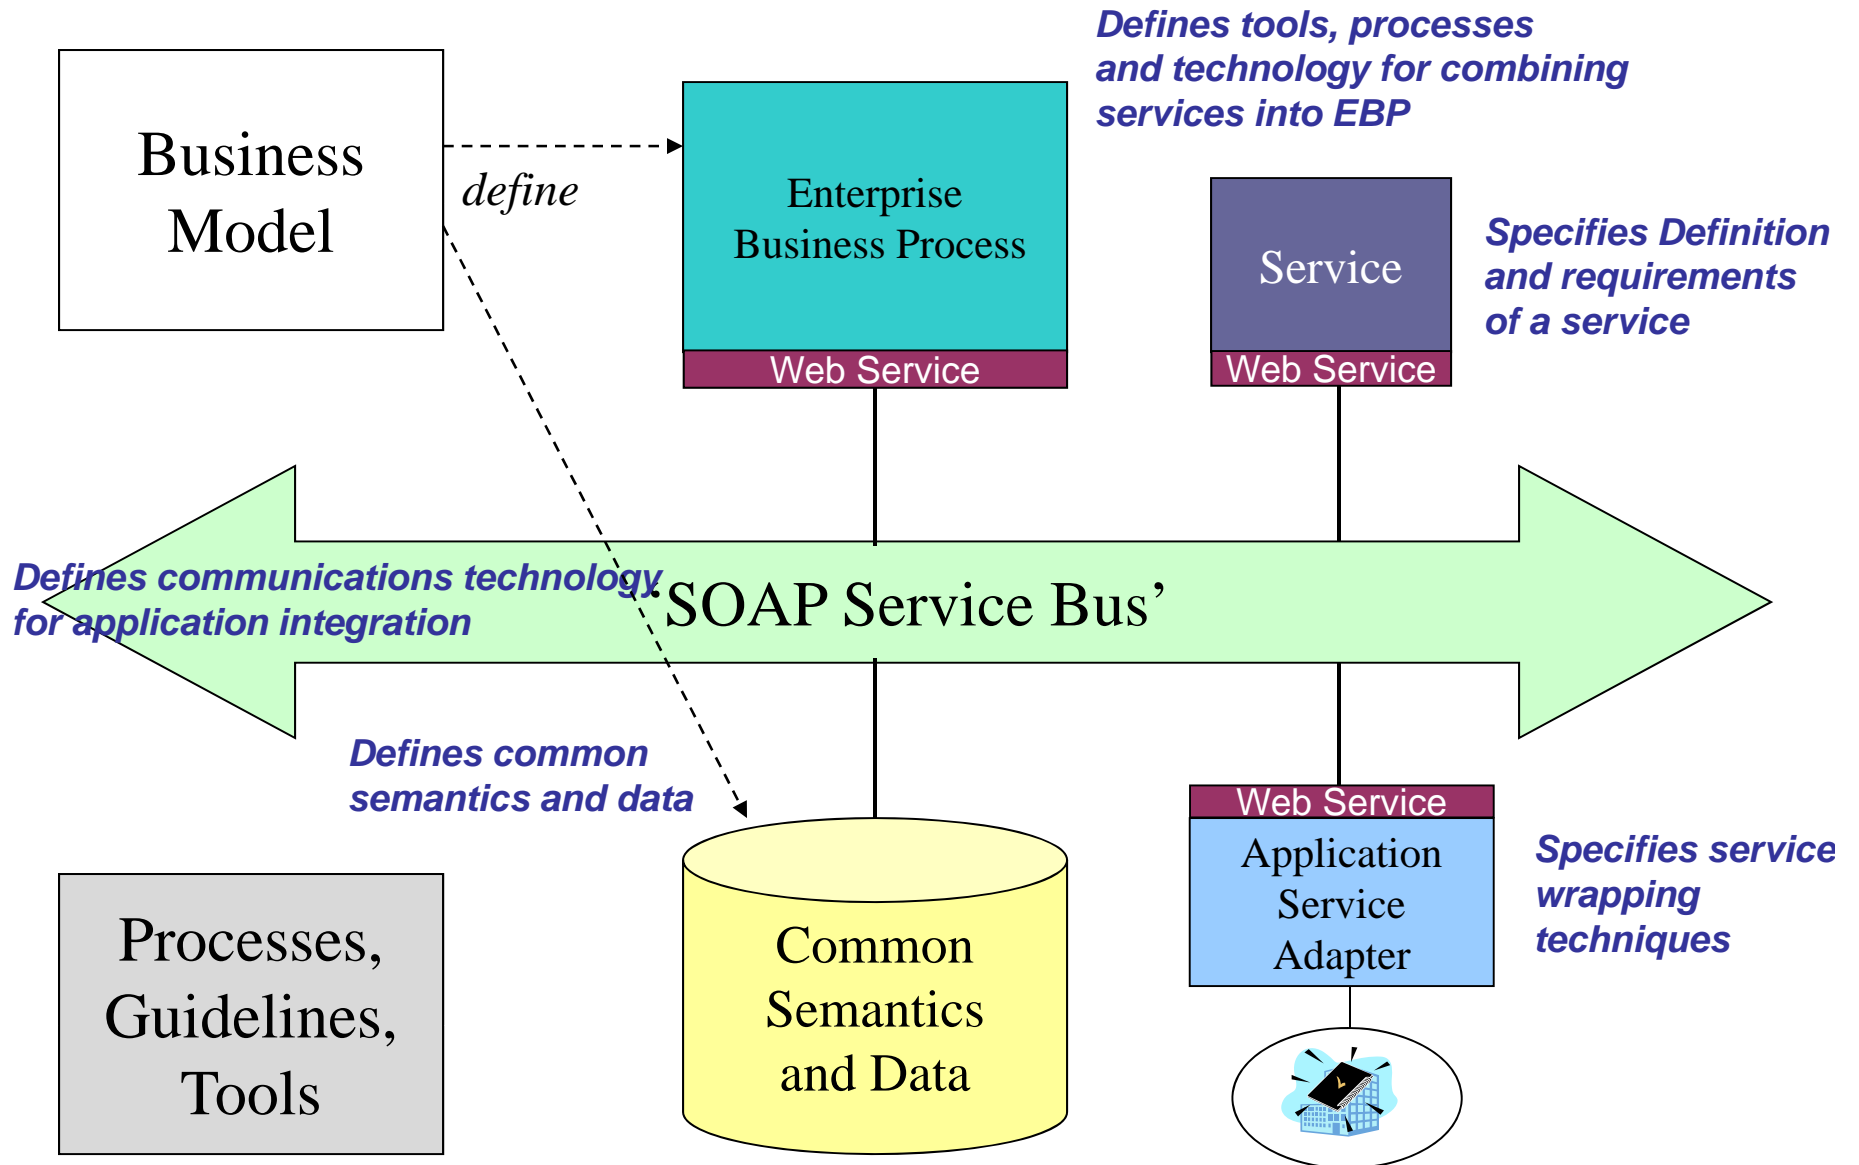 Defines tools, processes
and technology for combining
services into EBP
Business
Model
define
Enterprise
Business Process
Web Service
Service
Web Service
Specifies Definition
and requirements
of a service
Defines communications technology
for application integration
‘SOAP Service Bus’
Defines common
semantics and data
Processes,
Guidelines,
Tools
Common
Semantics
and Data
Web Service
Application
Service
Adapter
Specifies service
wrapping
techniques